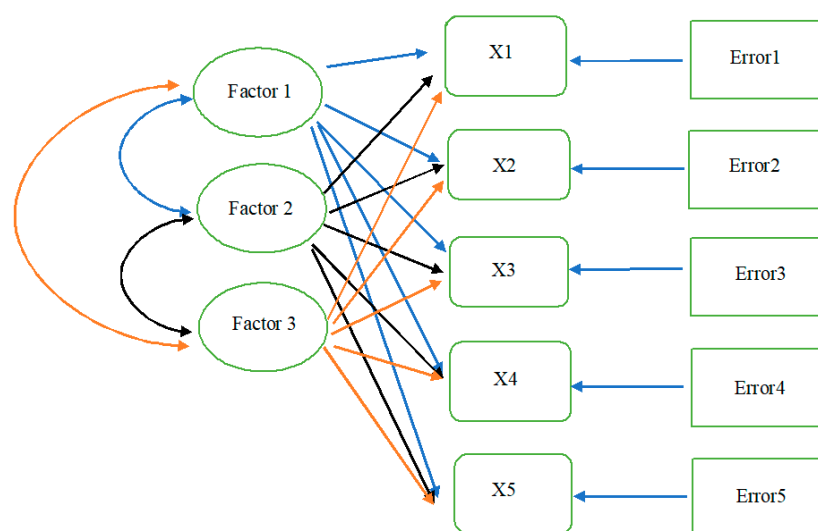 Factor 1
Factor 2
Factor 3
X1
X2
X3
X4
X5
Error1
Error2
Error3
Error4
Error5